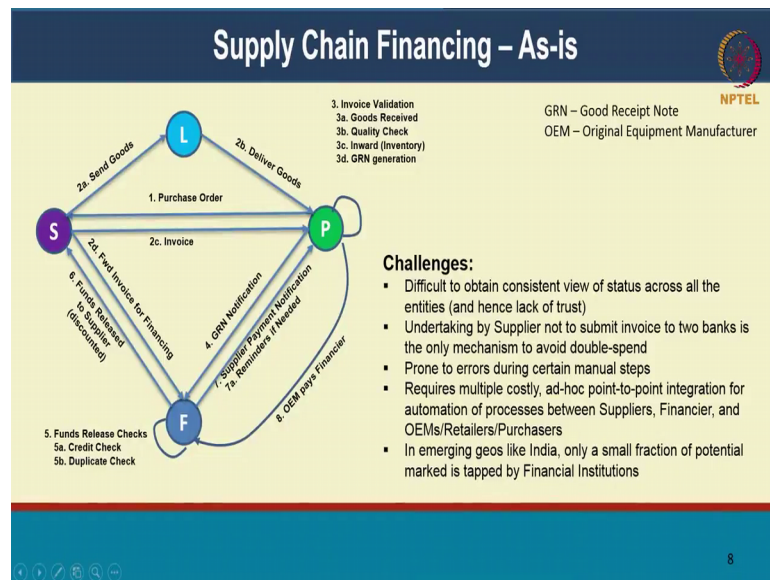 Supply Chain Financing – As-is
NPTEL
GRN – Good Receipt Note
OEM – Original Equipment Manufacturer
3. Invoice Validation
3a. Goods Received
3b. Quality Check
3c. Inward (Inventory)
3d. GRN generation
L
2a. Send Goods
2b. Deliver Goods
1. Purchase Order
S
P
2c. Invoice
2d. Fwd Invoice for Financing
6. Funds Released
to Supplier
(discounted)
4. GRN Notification
7. Supplier Payment Notification
7a. Reminders if Needed
8. OEM pays Financier
F
5. Funds Release Checks
5a. Credit Check
5b. Duplicate Check
Challenges:
▪ Difficult to obtain consistent view of status across all the
entities (and hence lack of trust)
▪ Undertaking by Supplier not to submit invoice to two banks is
the only mechanism to avoid double-spend
▪ Prone to errors during certain manual steps
▪ Requires multiple costly, ad-hoc point-to-point integration for
automation of processes between Suppliers, Financier, and
OEMs/Retailers/Purchasers
▪ In emerging geos like India, only a small fraction of potential
marked is tapped by Financial Institutions
8